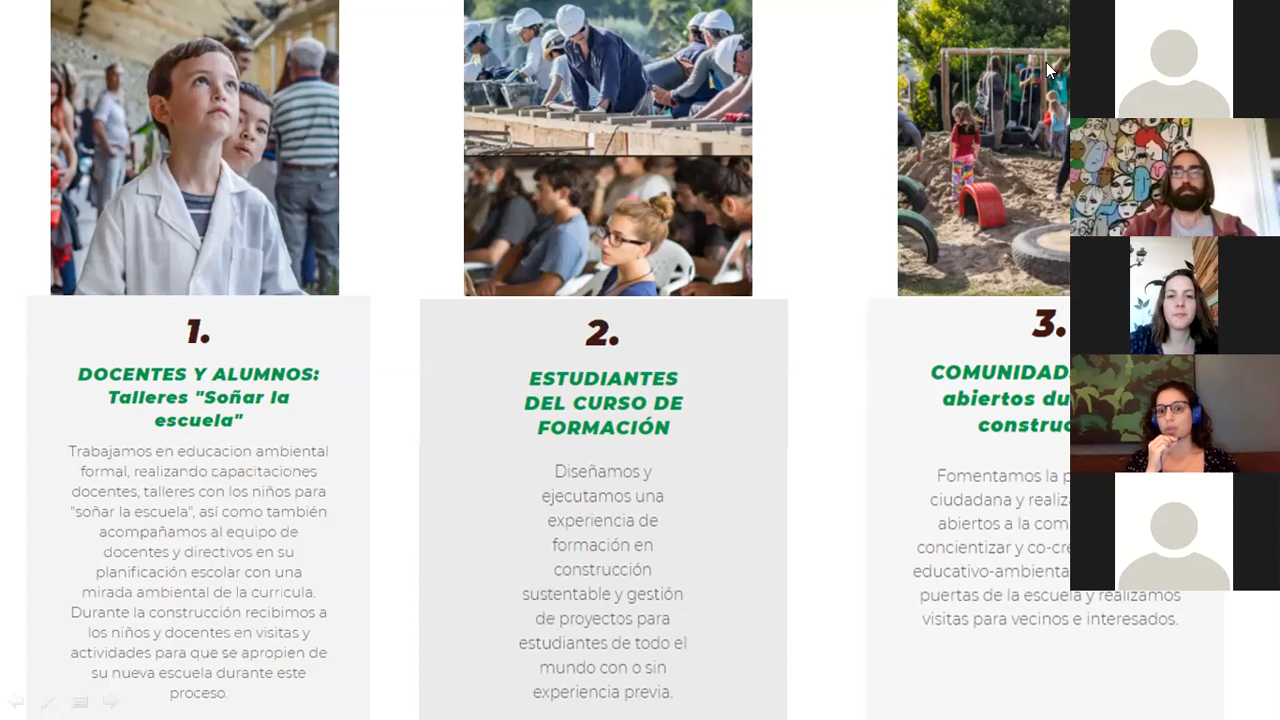 1.
DOCENTES Y ALUMNOS:
Talleres "Soñar la
escuela"
Trabajamos en educacion ambiental
formal, realizando capacitaciones
docentes, talleres con los niños para
"soñar la escuela", así como también
acompañamos al equipo de
docentes y directivos en su
planificación escolar con una
mirada ambiental de la currícula.
Durante la construcción recibimos a
los niños y docentes en visitas y
actividades para que se apropien de
su nueva escuela durante este
proceso.
2.
ESTUDIANTES
DEL CURSO DE
FORMACIÓN
Diseñamos y
ejecutamos una
experiencia de
formación en
construcción
sustentable y gestión
de proyectos para
estudiantes de todo el
mundo con o sin
experiencia previa.
3.
COMUNIDAD
abiertos du
construc
Fomentamos la p
ciudadana y realiz
abiertos a la com
concientizar y co-cre
educativo-ambienta
puertas de la escuela y realizamos
visitas para vecinos e interesados.